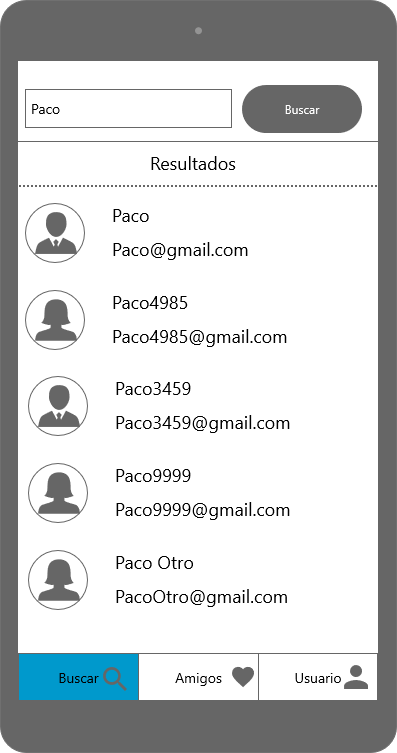 Paco
Buscar
Resultados
Paco
Paco@gmail.com
Paco4985
Paco4985@gmail.com
Paco3459
Paco3459@gmail.com
Paco9999
Paco9999@gmail.com
Paco Otro
PacoOtro@gmail.com
Buscar
Amigos
Usuario